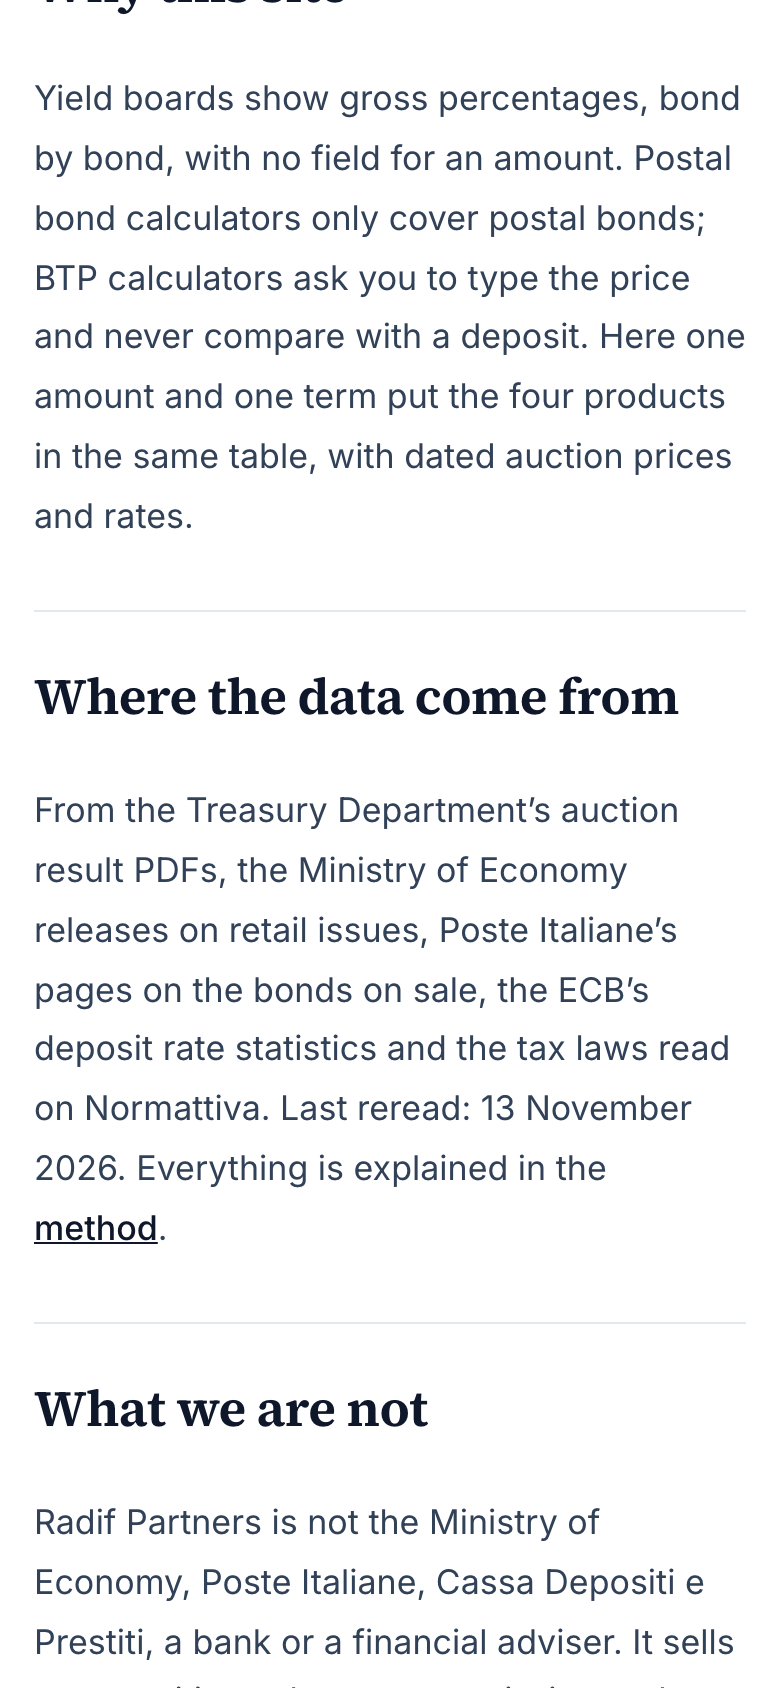 Why this site
Yield boards show gross percentages, bond
by bond, with no field for an amount. Postal
bond calculators only cover postal bonds;
BTP calculators ask you to type the price
and never compare with a deposit. Here one
amount and one term put the four products
in the same table, with dated auction prices
and rates.
Where the data come from
From the Treasury Department’s auction
result PDFs, the Ministry of Economy
releases on retail issues, Poste Italiane’s
pages on the bonds on sale, the ECB’s
deposit rate statistics and the tax laws read
on Normattiva. Last reread: 13 November
2026. Everything is explained in the
method.
What we are not
Radif Partners is not the Ministry of
Economy, Poste Italiane, Cassa Depositi e
Prestiti, a bank or a financial adviser. It sells